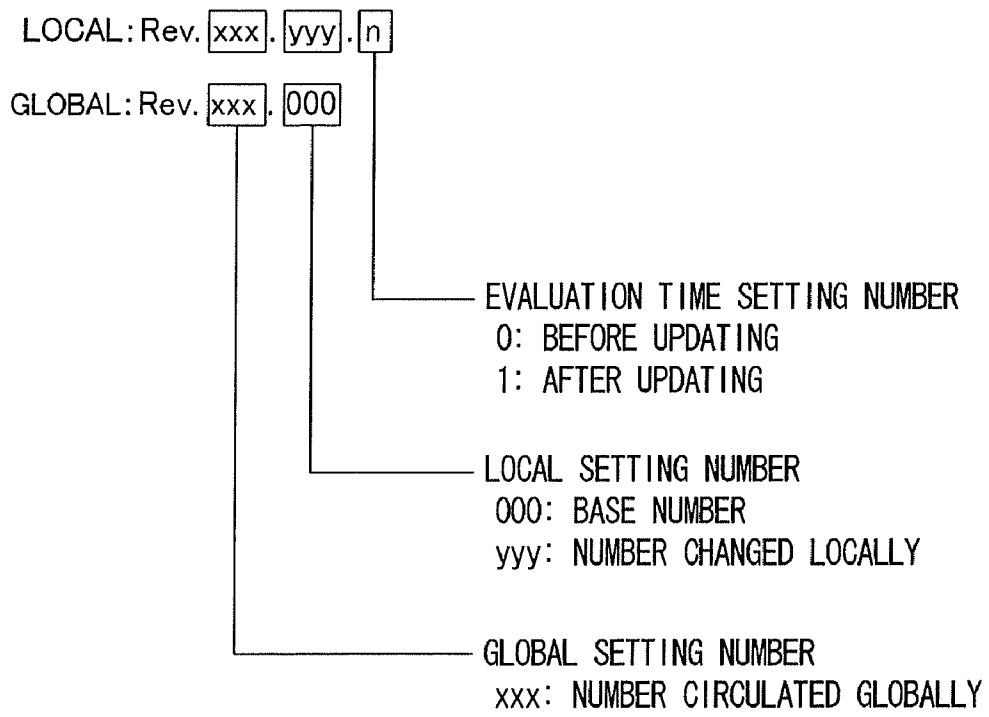 LOCAL:Rev. xxx . yyy . n
GLOBAL:Rev. xxx . 000
EVALUATION TIME SETTING NUMBER
0: BEFORE UPDATING
1: AFTER UPDATING
LOCAL SETTING NUMBER
000: BASE NUMBER
yyy: NUMBER CHANGED LOCALLY
GLOBAL SETTING NUMBER
xxx: NUMBER CIRCULATED GLOBALLY